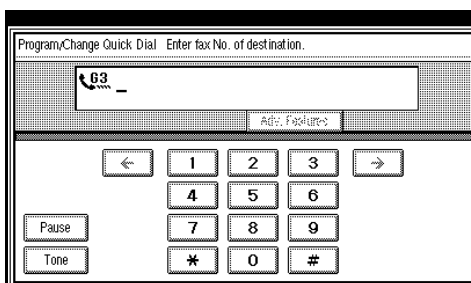 Program/Change Quick Dial Enter fax No. of destination.
G3 _
Adv. Features
← 1 2 3 →
4 5 6
Pause 7 8 9
Tone * 0 #